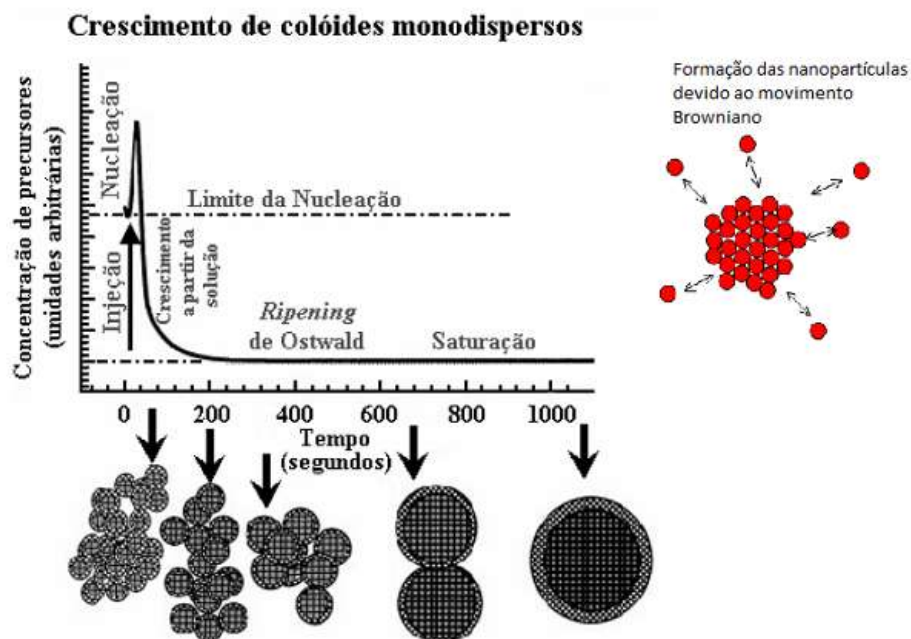 Crescimento de colóides monodispersos
Concentração de precursores
(unidades arbitrárias)
Injeção
Nucleação
Limite da Nucleação
Crescimento
a partir da
solução
Ripening
de Ostwald
Saturação
0 200 400 600 800 1000
Tempo
(segundos)
Formação das nanopartículas
devido ao movimento
Browniano